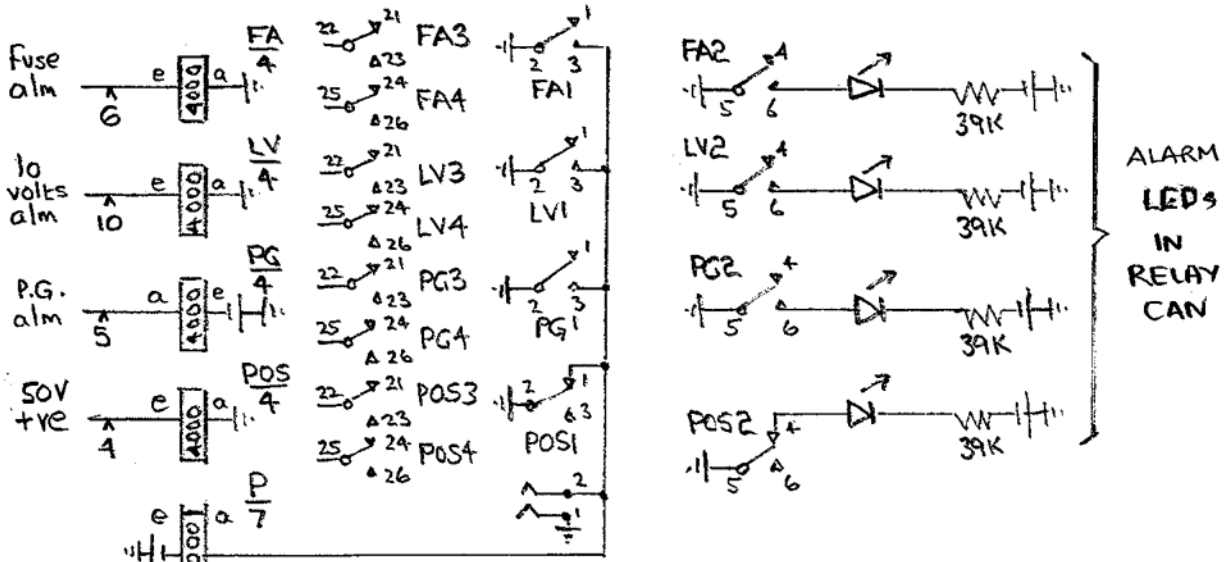 Fuse alm
e
a
4
6
FA/4
22
21
23
FA3
25
24
26
FA4
1
2
3
FA1
FA2
4
5
6
39K
10 volts alm
e
a
4
10
LV/4
22
21
23
LV3
25
24
26
LV4
1
2
3
LV1
LV2
4
5
6
39K
P.G. alm
a
e
4
5
PG/4
22
21
23
PG3
25
24
26
PG4
1
2
3
PG1
PG2
4
5
6
39K
50V +ve
e
a
4
4
POS/4
22
21
23
POS3
25
24
26
POS4
2
1
3
POS1
POS2
4
5
6
39K
P/7
e
a
2
1
ALARM
LEDs
IN
RELAY
CAN